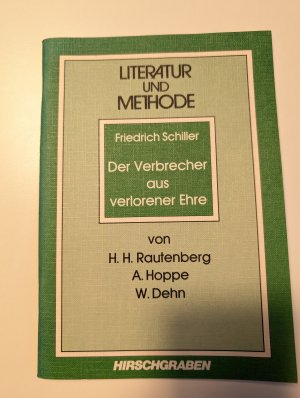 LITERATUR
UND
METHODE
Friedrich Schiller
Der Verbrecher
aus
verlorener Ehre
von
H. H. Rautenberg
A. Hoppe
W. Dehn
HIRSCHGRABEN